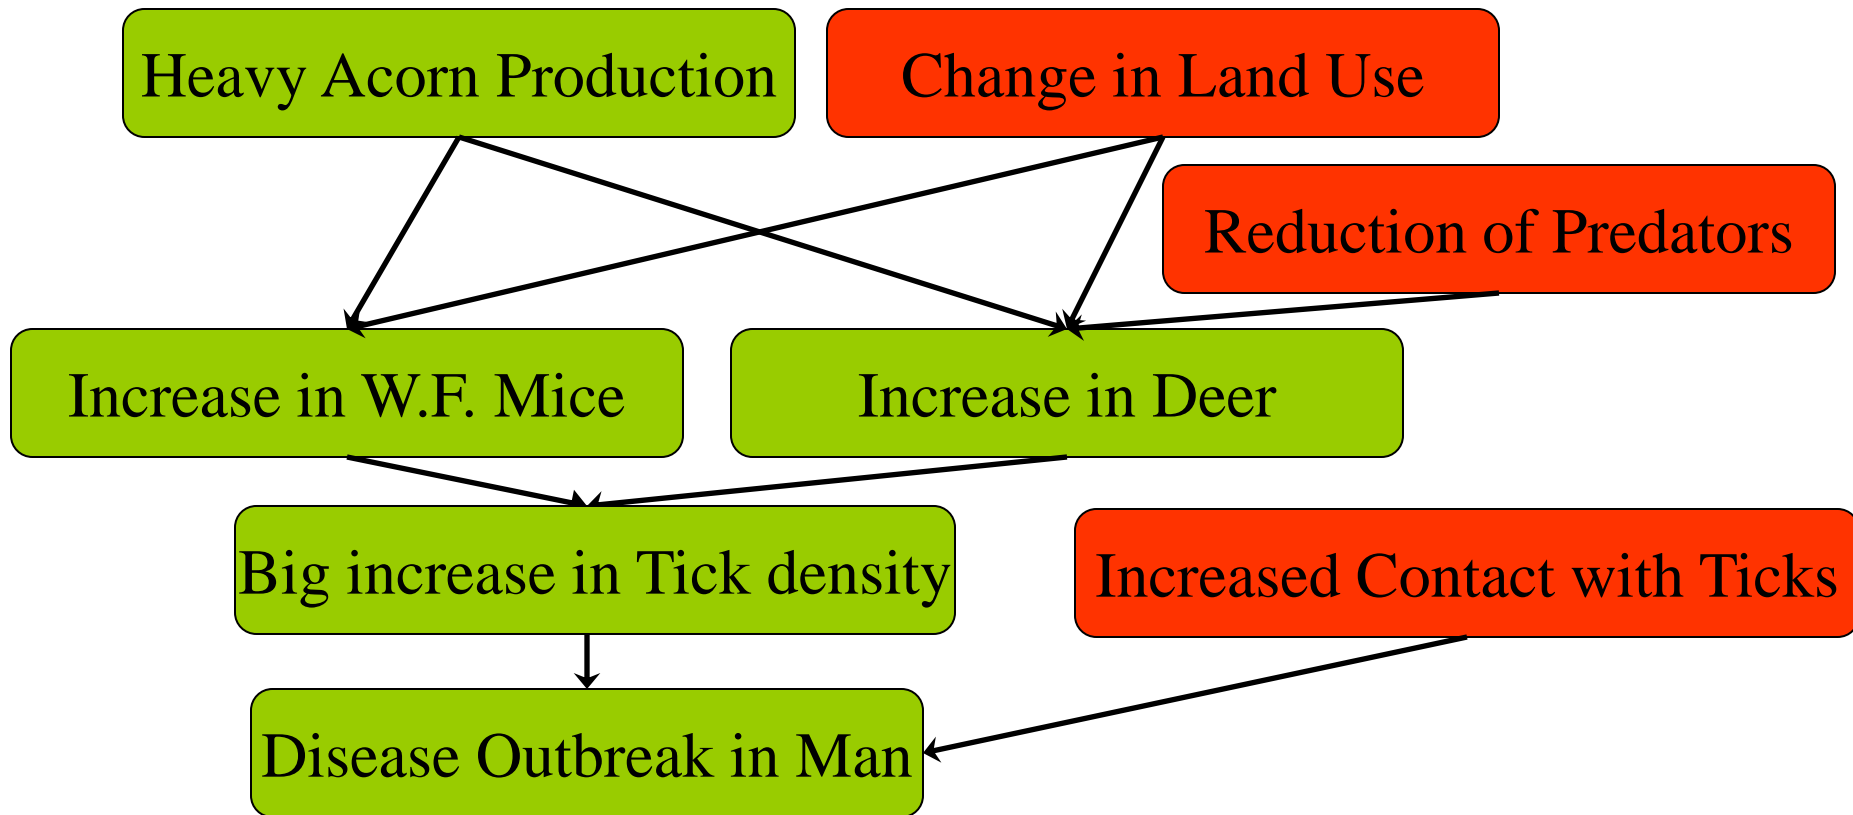 Heavy Acorn Production
Change in Land Use
Reduction of Predators
Increase in W.F. Mice
Increase in Deer
Big increase in Tick density
Increased Contact with Ticks
Disease Outbreak in Man